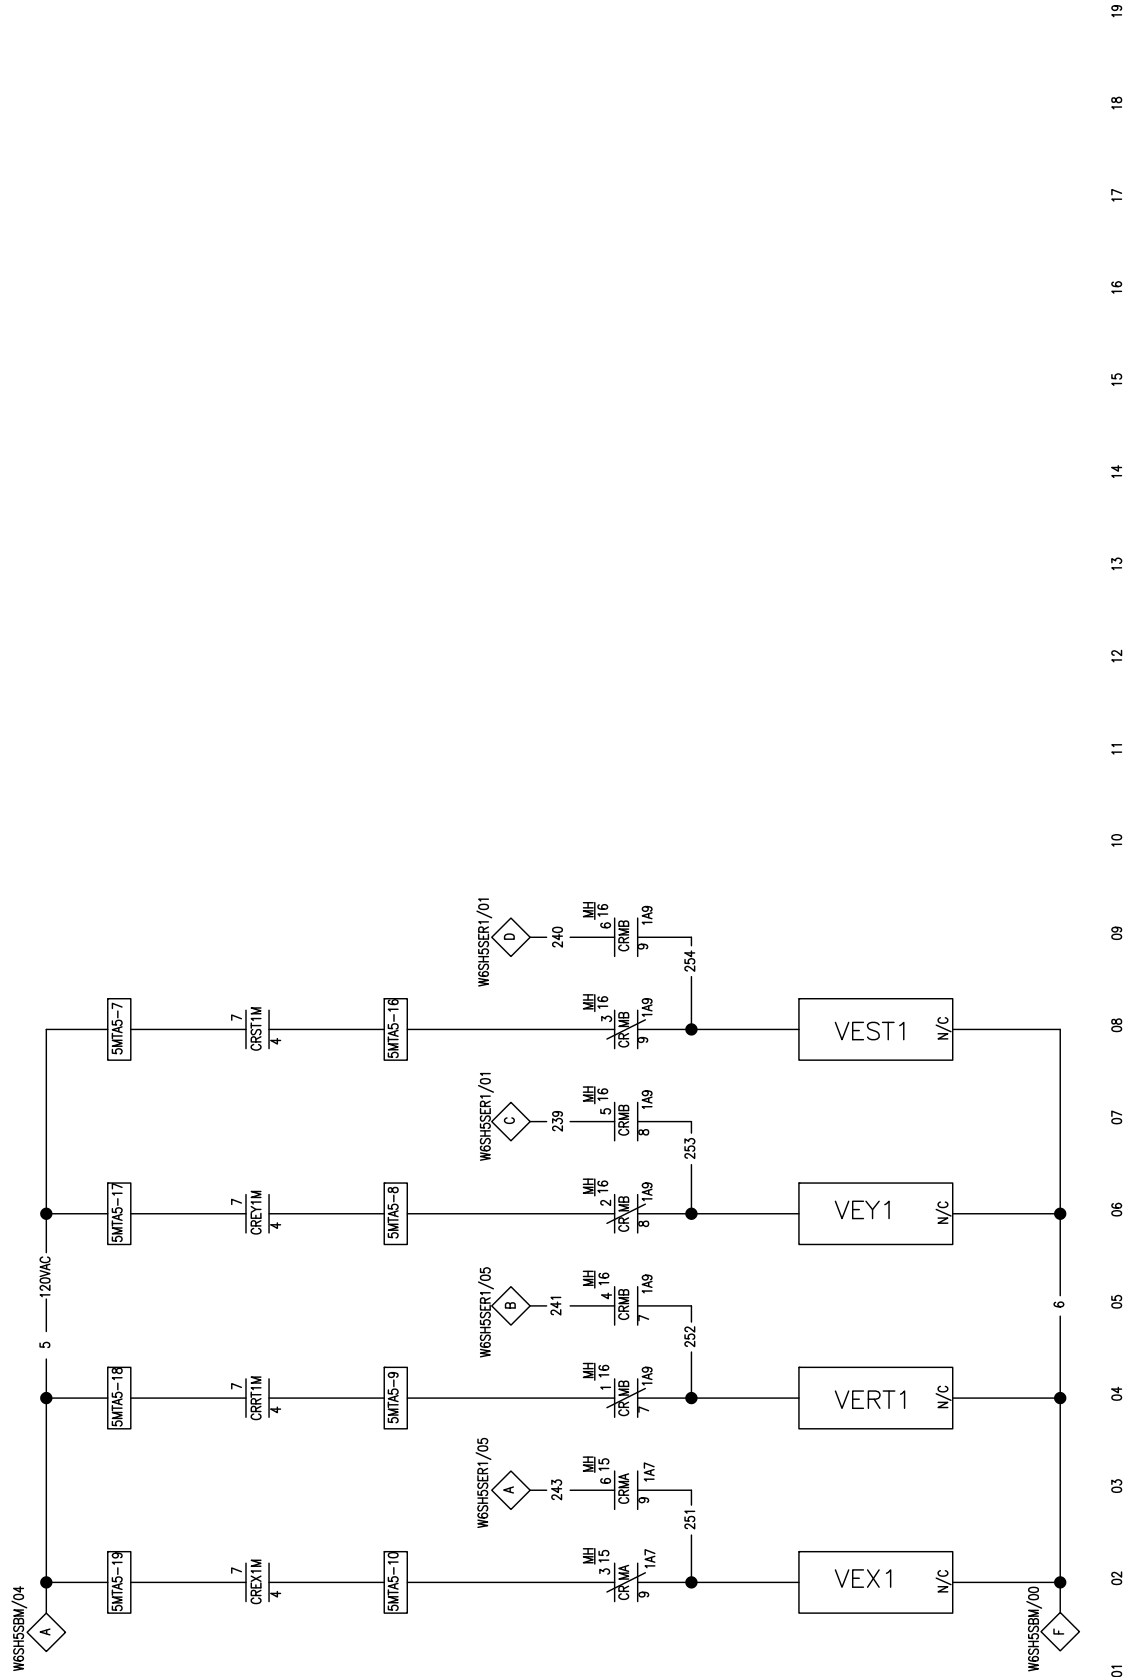 19
18
17
16
15
14
13
12
11
10
09
08
07
06
05
04
03
02
01
W6SH5SER1/01
D
240
MH
6 16
CRMB
9 1A9
254
5MTA5-7
7
CRST1M
4
5MTA5-16
MH
3 16
CRMB
9 1A9
VEST1
N/C
W6SH5SER1/01
C
239
MH
5 16
CRMB
8 1A9
253
5MTA5-17
7
CREY1M
4
5MTA5-8
MH
2 16
CRMB
8 1A9
VEY1
N/C
120VAC
5
W6SH5SER1/05
B
241
MH
4 16
CRMB
7 1A9
252
6
5MTA5-18
7
CRRT1M
4
5MTA5-9
MH
1 16
CRMB
7 1A9
VERT1
N/C
W6SH5SER1/05
A
243
MH
6 15
CRMA
9 1A7
251
5MTA5-19
7
CREX1M
4
5MTA5-10
MH
3 15
CRMA
9 1A7
VEX1
N/C
W6SH5SBM/04
A
W6SH5SBM/00
F